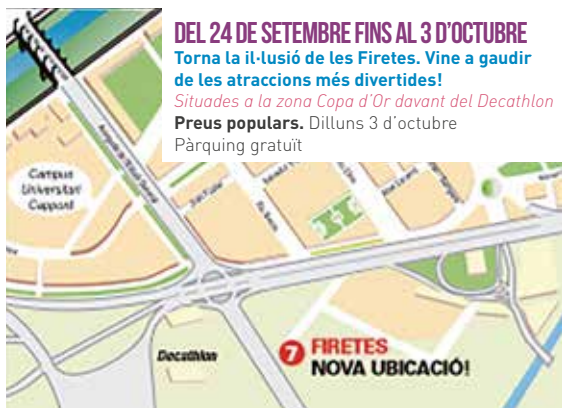 DEL 24 DE SETEMBRE FINS AL 3 D'OCTUBRE
Torna la il·lusió de les Firetes. Vine a gaudir
de les atraccions més divertides!
Situades a la zona Copa d'Or davant del Decathlon
Preus populars. Dilluns 3 d'octubre
Pàrquing gratuït
Campus
Universitari
Cappont
Decathlon
7 FIRETES
NOVA UBICACIÓ!